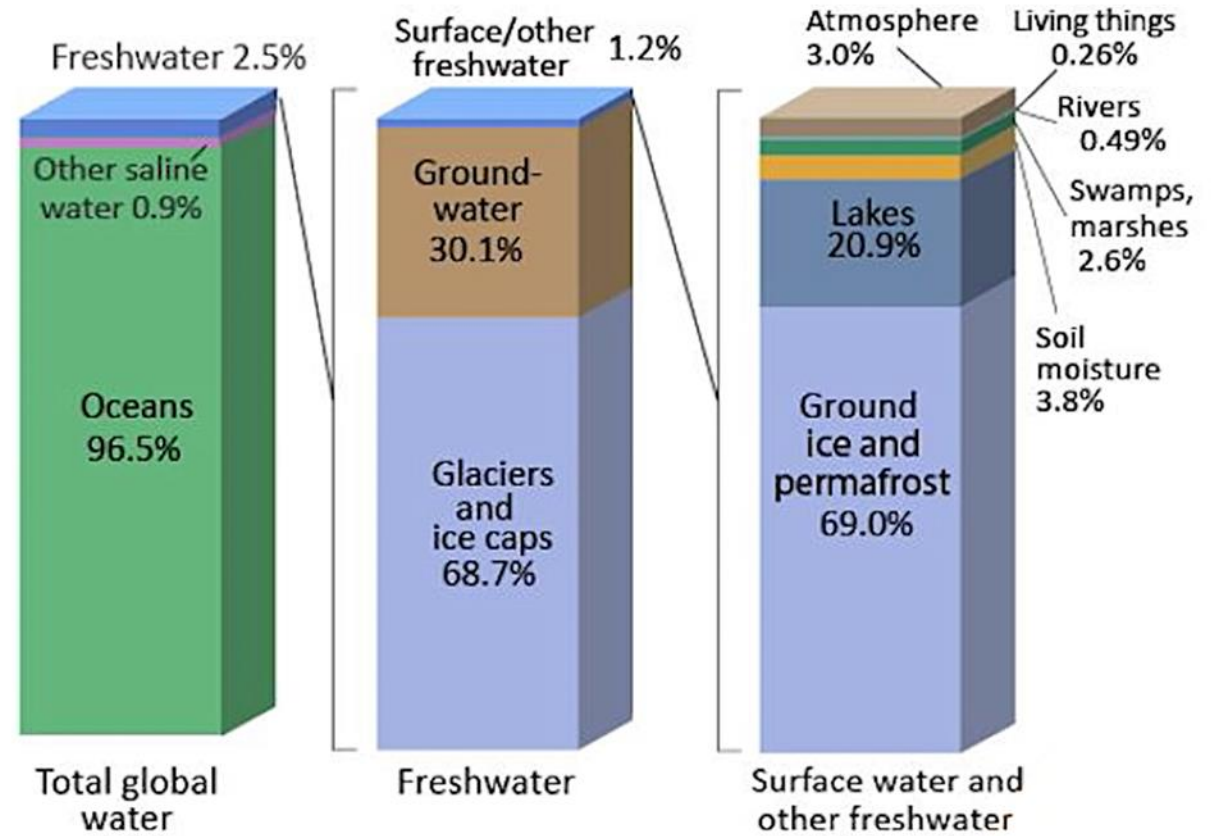 Freshwater 2.5%
Other saline
water 0.9%
Oceans
96.5%
Total global
water
Surface/other
freshwater
1.2%
Ground-
water
30.1%
Glaciers
and
ice caps
68.7%
Freshwater
Atmosphere
3.0%
Living things
0.26%
Rivers
0.49%
Swamps,
marshes
2.6%
Soil
moisture
3.8%
Lakes
20.9%
Ground
ice and
permafrost
69.0%
Surface water and
other freshwater